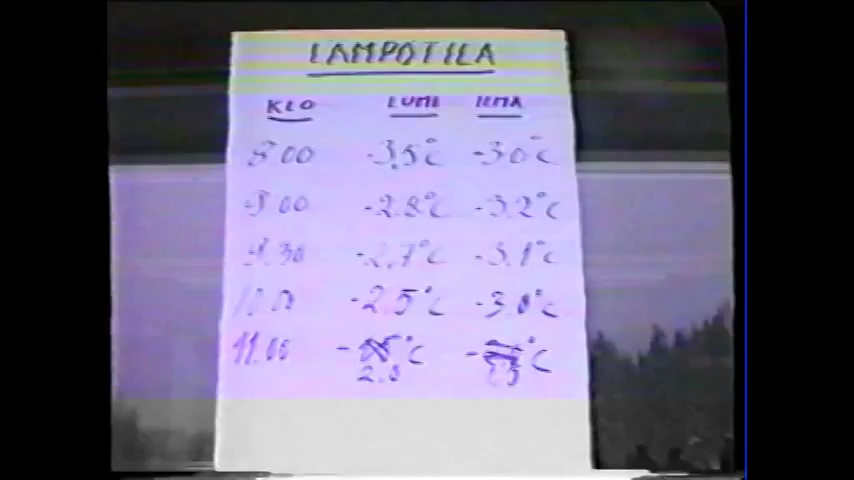 LÄMPÖTILA
KLO LUMI ILMA
8.00 -3,5°C -3.0°C
9.00 -2.8°C -3.2°C
9.30 -2.7°C -3.1°C
10.00 -2.5°C -3.0°C
11.00 - °C - °C
2.0